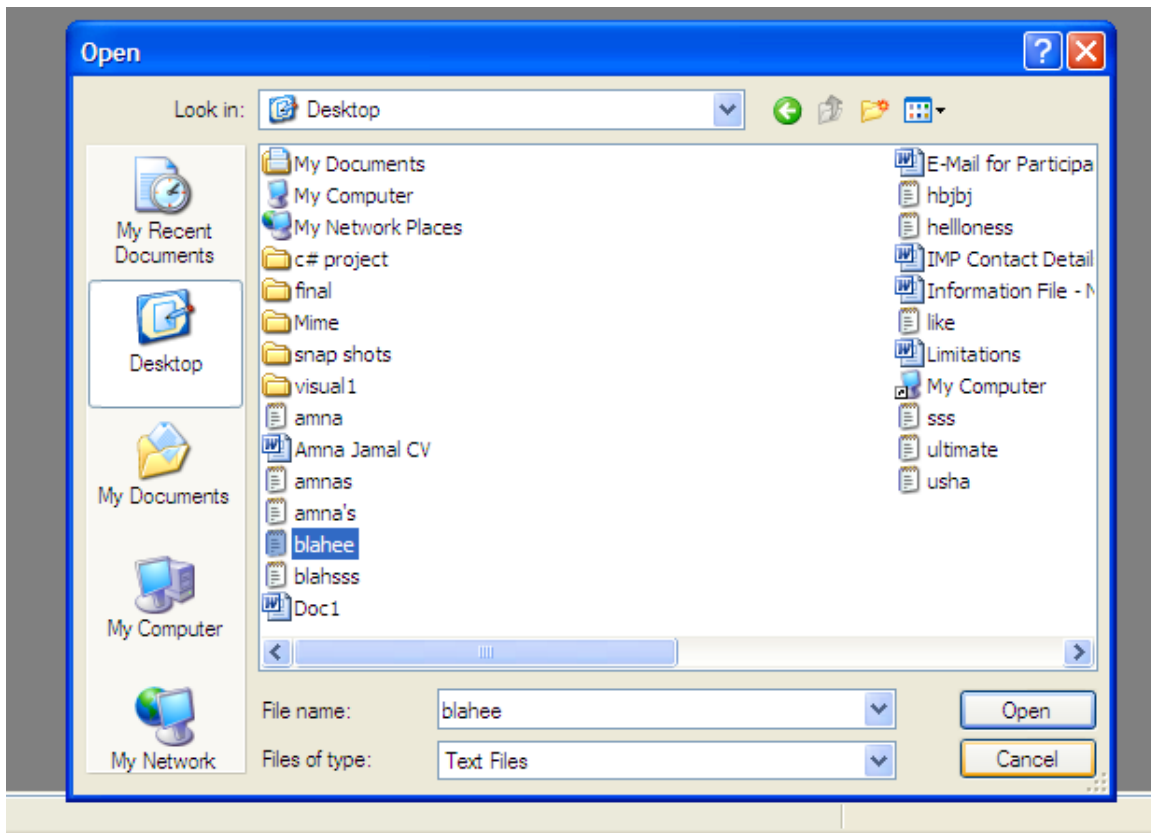 Open
Look in:
Desktop
My Recent
Documents
Desktop
My Documents
My Computer
My Network
My Documents
My Computer
My Network Places
c# project
final
Mime
snap shots
visual1
amna
Amna Jamal CV
amnas
amna's
blahee
blahsss
Doc1
E-Mail for Participa
hbjbj
hellloness
IMP Contact Detail
Information File - N
like
Limitations
My Computer
sss
ultimate
usha
File name:
blahee
Open
Files of type:
Text Files
Cancel